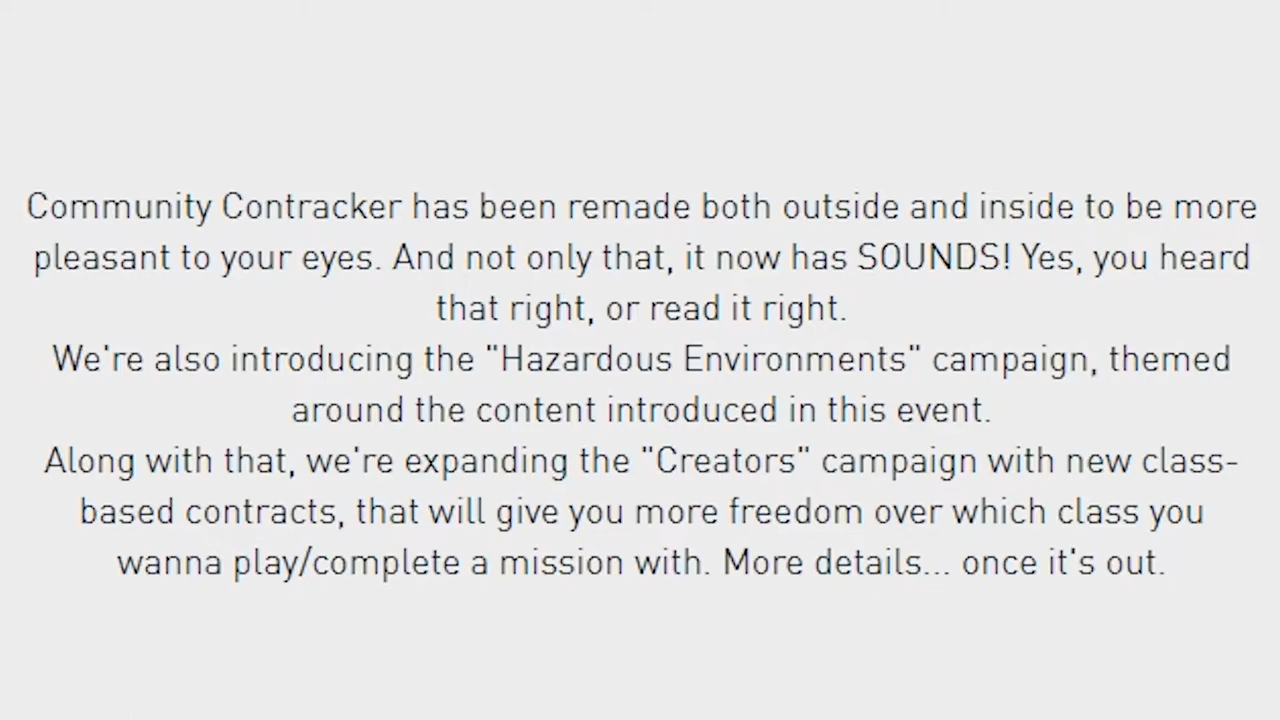 Community Contracker has been remade both outside and inside to be more
pleasant to your eyes. And not only that, it now has SOUNDS! Yes, you heard
that right, or read it right.
We're also introducing the "Hazardous Environments" campaign, themed
around the content introduced in this event.
Along with that, we're expanding the "Creators" campaign with new class-
based contracts, that will give you more freedom over which class you
wanna play/complete a mission with. More details... once it's out.